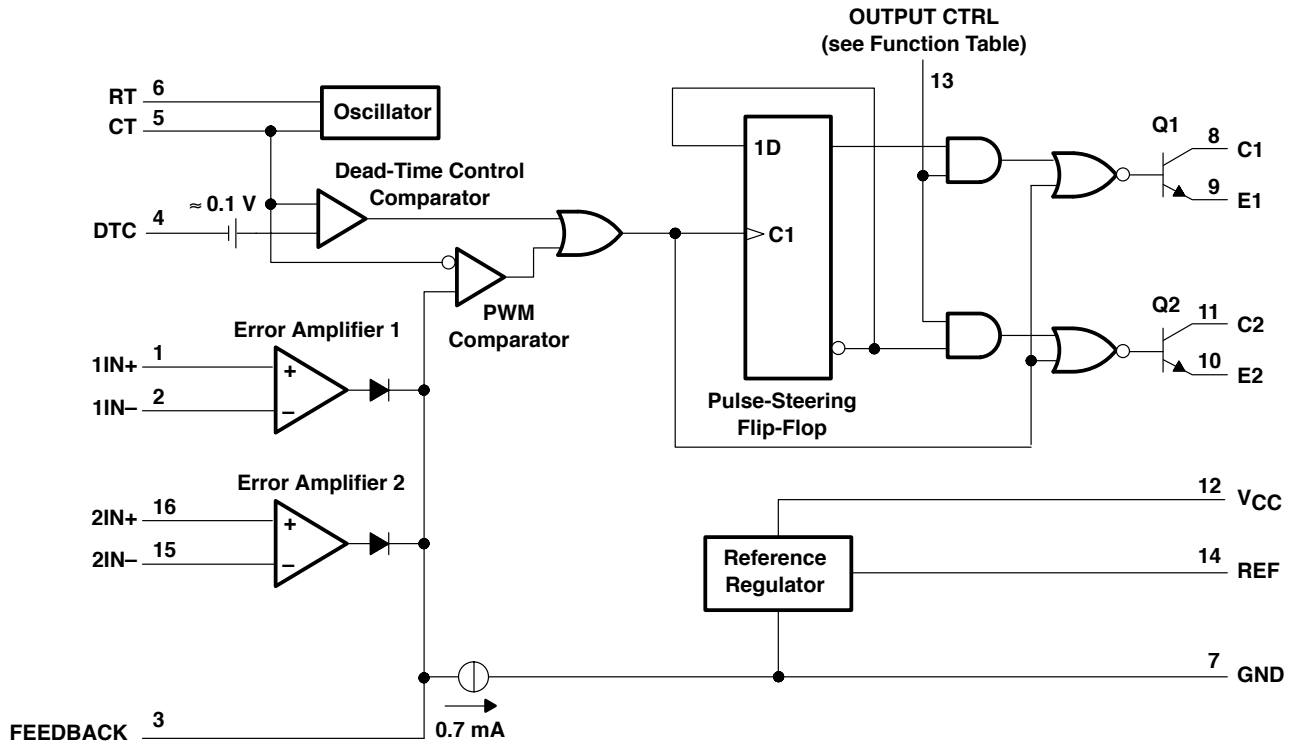 OUTPUT CTRL
(see Function Table)
13
RT 6
CT 5
Oscillator
Dead-Time Control
Comparator
≈ 0.1 V
DTC 4
1D
C1
Q1
8 C1
9 E1
PWM
Comparator
Error Amplifier 1
1IN+ 1
+
1IN– 2
–
Q2
11 C2
10 E2
Pulse-Steering
Flip-Flop
Error Amplifier 2
2IN+ 16
+
2IN– 15
–
12 VCC
Reference
Regulator
14 REF
7 GND
0.7 mA
FEEDBACK 3